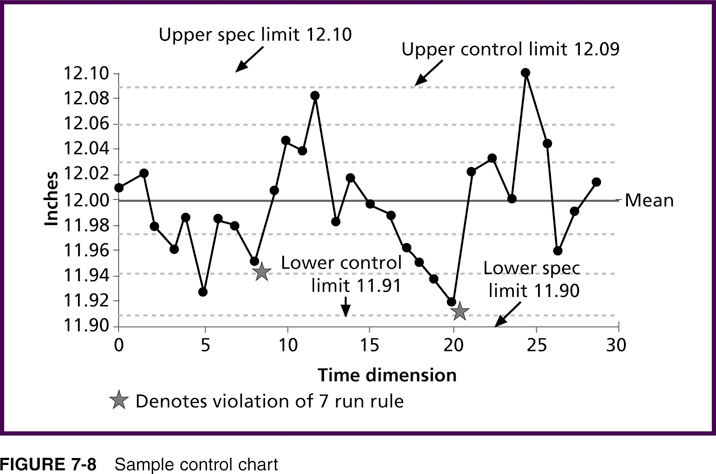 Upper spec limit 12.10
Upper control limit 12.09
12.10
12.08
12.06
12.04
12.02
12.00
11.98
11.96
11.94
11.92
11.90
Inches
Mean
Lower control
limit 11.91
Lower spec
limit 11.90
0 5 10 15 20 25 30
Time dimension
Denotes violation of 7 run rule
FIGURE 7-8 Sample control chart